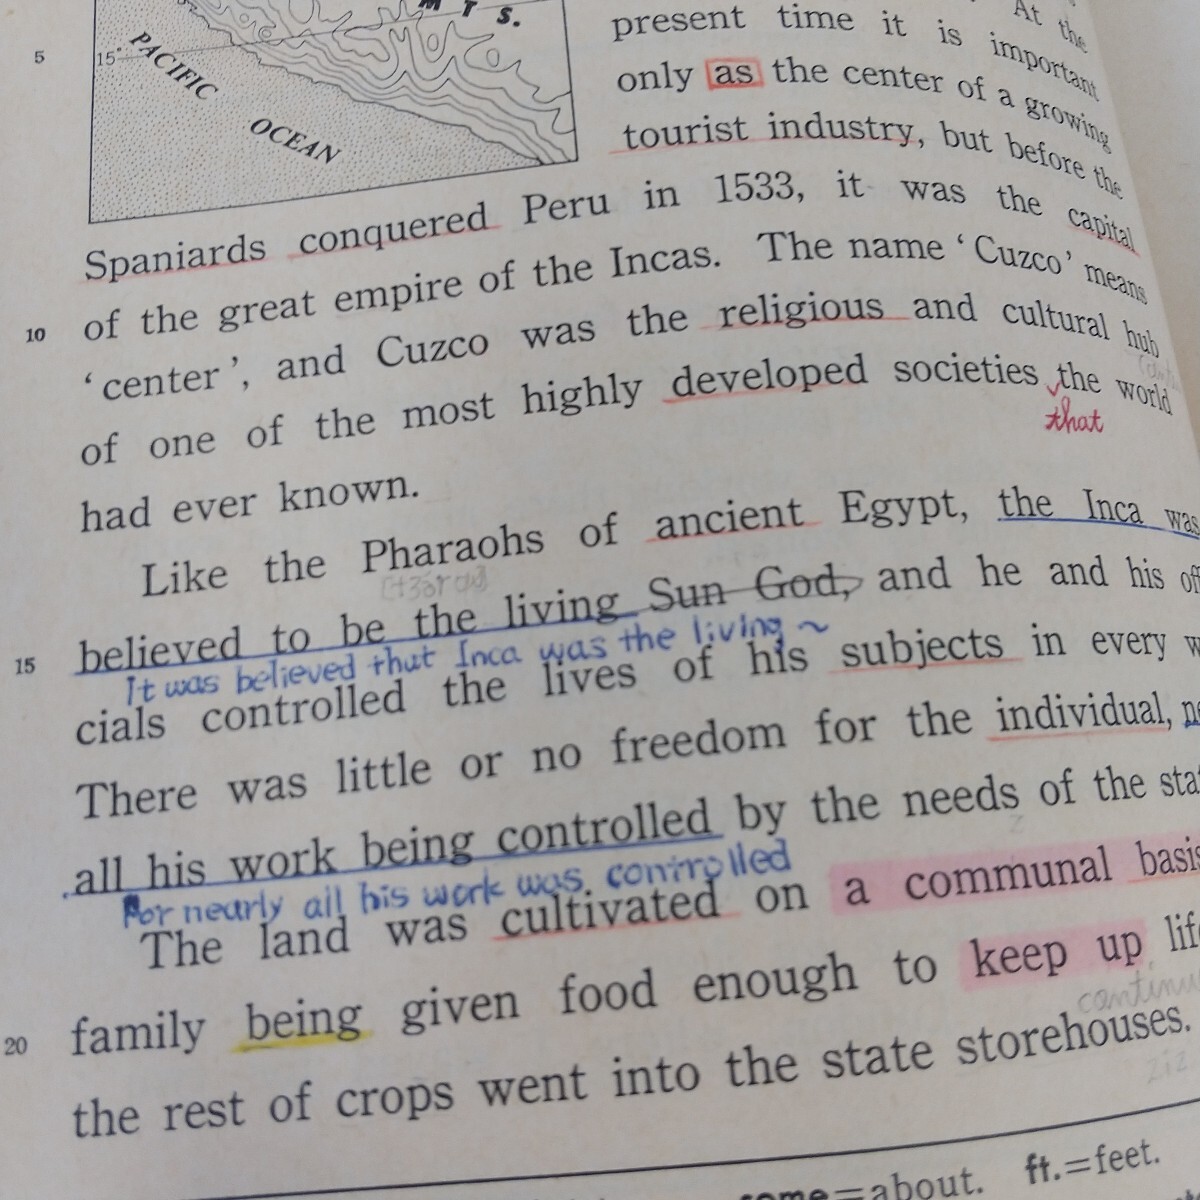 MTS.
5
15°
PACIFIC
OCEAN
At the
present time it is important
only as the center of a growing
tourist industry, but before the
Spaniards conquered Peru in 1533, it was the capital
10 of the great empire of the Incas. The name ‘Cuzco’ means
‘center’, and Cuzco was the religious and cultural hub
of one of the most highly developed societies the world
that
had ever known.
Like the Pharaohs of ancient Egypt, the Inca was
15 believed to be the living Sun God, and he and his offi
It was believed that Inca was the living ~
cials controlled the lives of his subjects in every w
There was little or no freedom for the individual, ne
all his work being controlled by the needs of the stat
For nearly all his work was controlled
The land was cultivated on a communal basis
20 family being given food enough to keep up life
continu
the rest of crops went into the state storehouses.
some=about. ft.=feet.